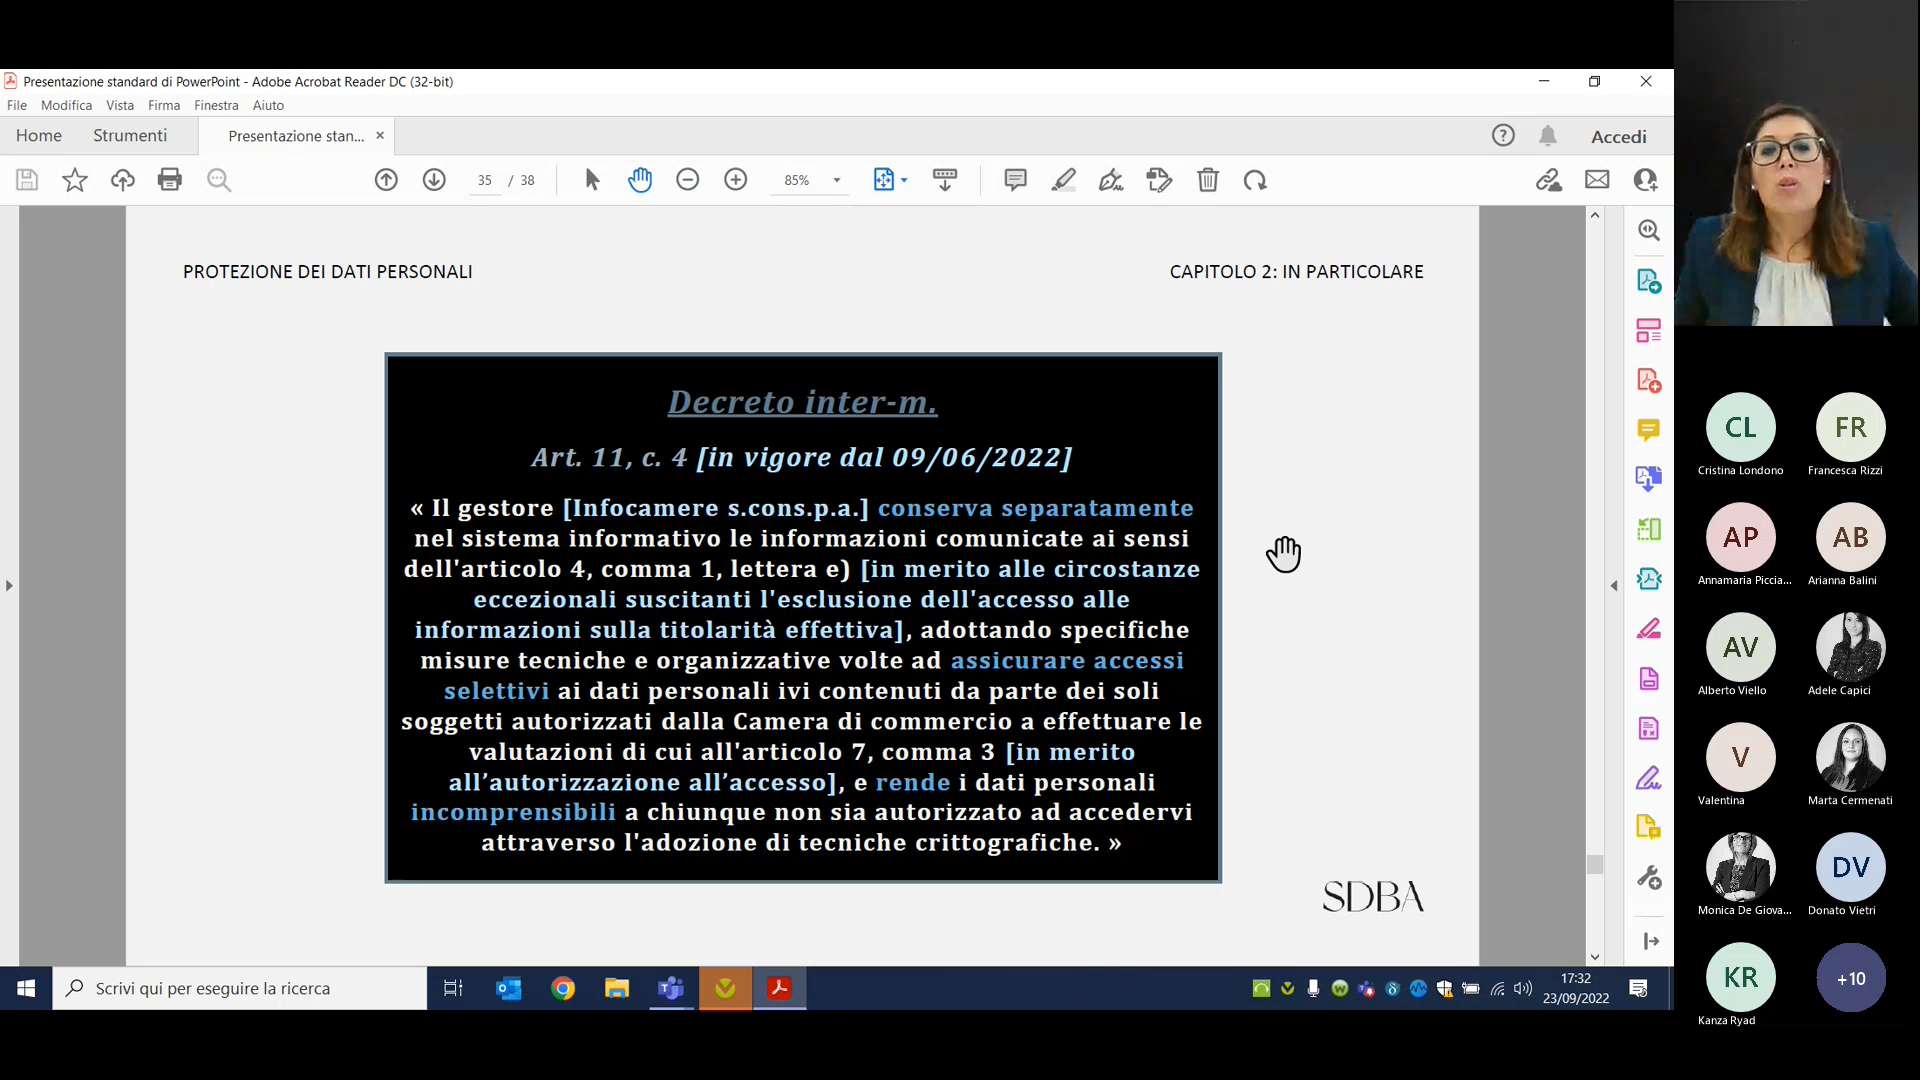 Presentazione standard di PowerPoint - Adobe Acrobat Reader DC (32-bit)
File Modifica Vista Firma Finestra Aiuto
Home Strumenti Presentazione stan... × Accedi
35 / 38 85%
PROTEZIONE DEI DATI PERSONALI CAPITOLO 2: IN PARTICOLARE
Decreto inter-m.
Art. 11, c. 4 [in vigore dal 09/06/2022]
« Il gestore [Infocamere s.cons.p.a.] conserva separatamente
nel sistema informativo le informazioni comunicate ai sensi
dell'articolo 4, comma 1, lettera e) [in merito alle circostanze
eccezionali suscitanti l'esclusione dell'accesso alle
informazioni sulla titolarità effettiva], adottando specifiche
misure tecniche e organizzative volte ad assicurare accessi
selettivi ai dati personali ivi contenuti da parte dei soli
soggetti autorizzati dalla Camera di commercio a effettuare le
valutazioni di cui all'articolo 7, comma 3 [in merito
all’autorizzazione all’accesso], e rende i dati personali
incomprensibili a chiunque non sia autorizzato ad accedervi
attraverso l'adozione di tecniche crittografiche. »
SDBA
Scrivi qui per eseguire la ricerca
17:32
23/09/2022
CL FR
Cristina Londono Francesca Rizzi
AP AB
Annamaria Piccia... Arianna Balini
AV
Alberto Viello Adele Capici
V
Valentina Marta Cermenati
DV
Monica De Giova... Donato Vietri
KR +10
Kanza Ryad